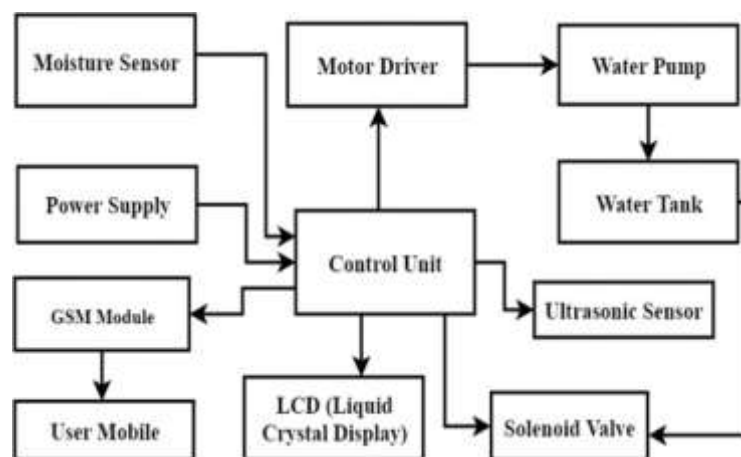 Moisture Sensor
Motor Driver
Water Pump
Power Supply
Water Tank
Control Unit
GSM Module
Ultrasonic Sensor
User Mobile
LCD (Liquid
Crystal Display)
Solenoid Valve